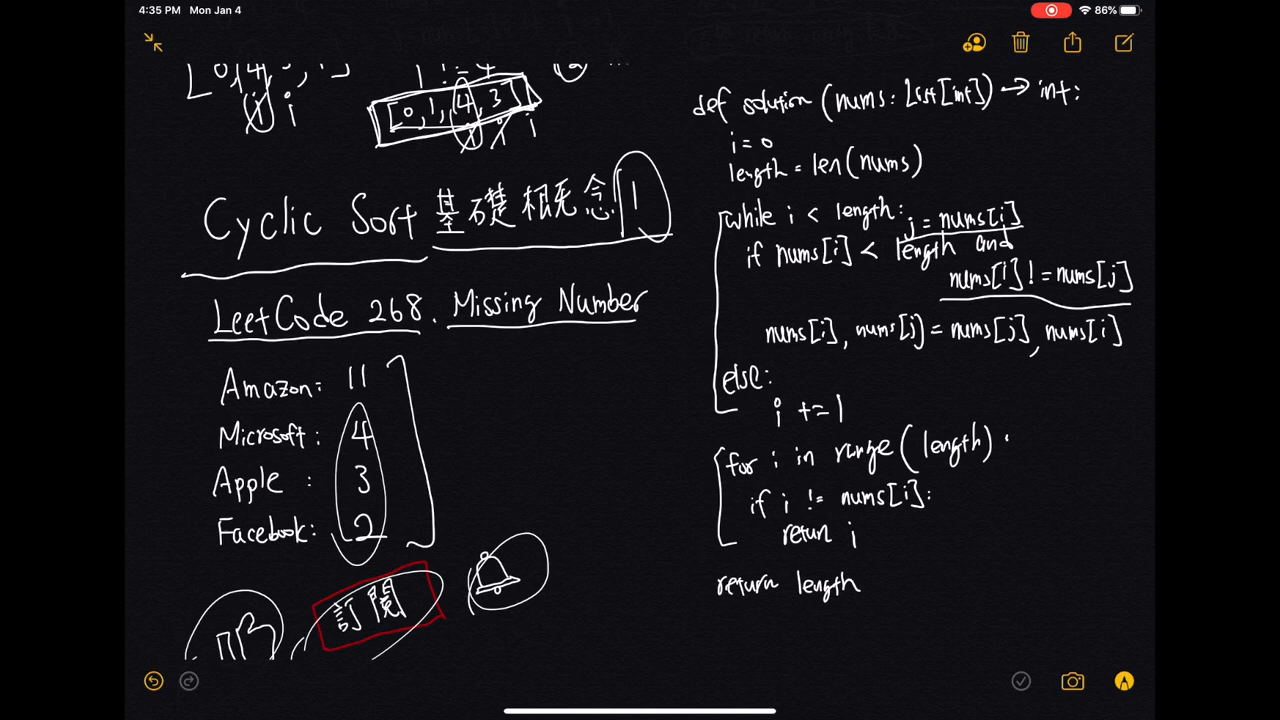 4:35 PM Mon Jan 4
86%
[0,1,4,3]
i
i
Cyclic Sort 基礎概念 1
LeetCode 268. Missing Number
Amazon: 11
Microsoft: 4
Apple : 3
Facebook: 2
訂閱
def solution (nums: List[int]) → int:
i = 0
length = len(nums)
while i < length: j = nums[i]
if nums[i] < length and
nums[i] != nums[j]
nums[i], nums[j] = nums[j], nums[i]
else:
i += 1
for i in range (length) :
if i != nums[i]:
return i
return length